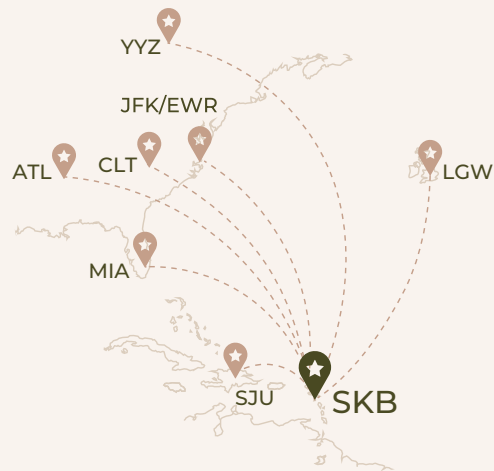 YYZ
JFK/EWR
CLT
ATL
LGW
MIA
SJU
SKB